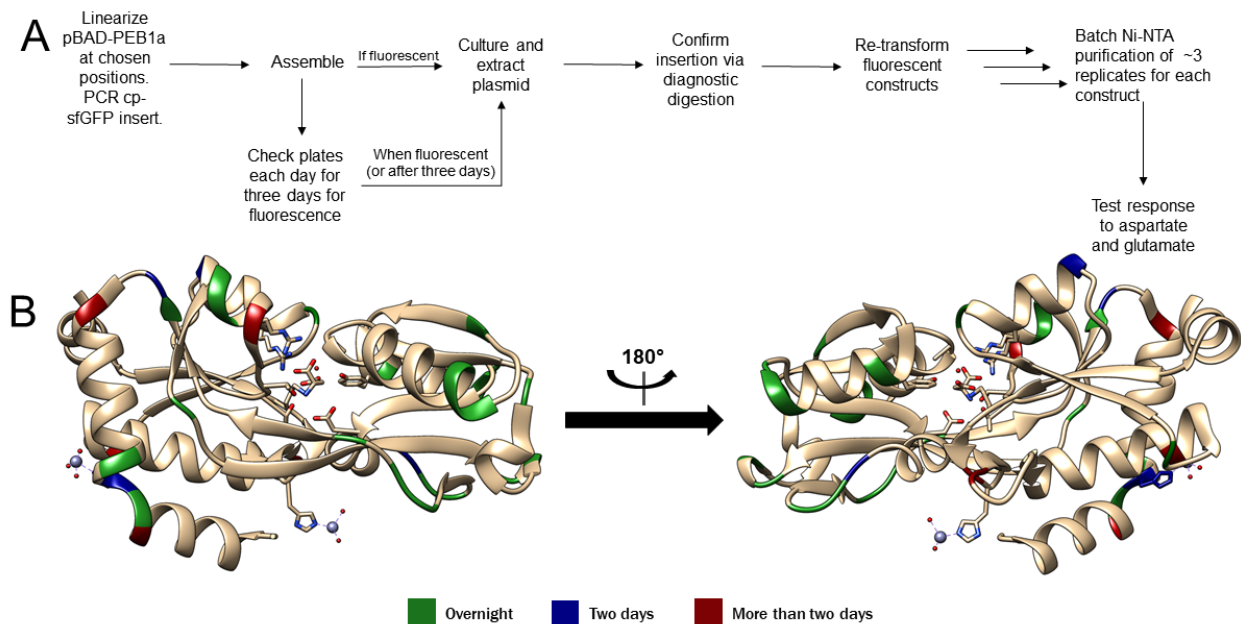 A
Linearize
pBAD-PEB1a
at chosen
positions.
PCR cp-
sfGFP insert.
Assemble
If fluorescent
Culture and
extract
plasmid
Confirm
insertion via
diagnostic
digestion
Re-transform
fluorescent
constructs
Batch Ni-NTA
purification of ~3
replicates for each
construct
Check plates
each day for
three days for
fluorescence
When fluorescent
(or after three days)
Test response
to aspartate
and glutamate
B
180°
Overnight
Two days
More than two days